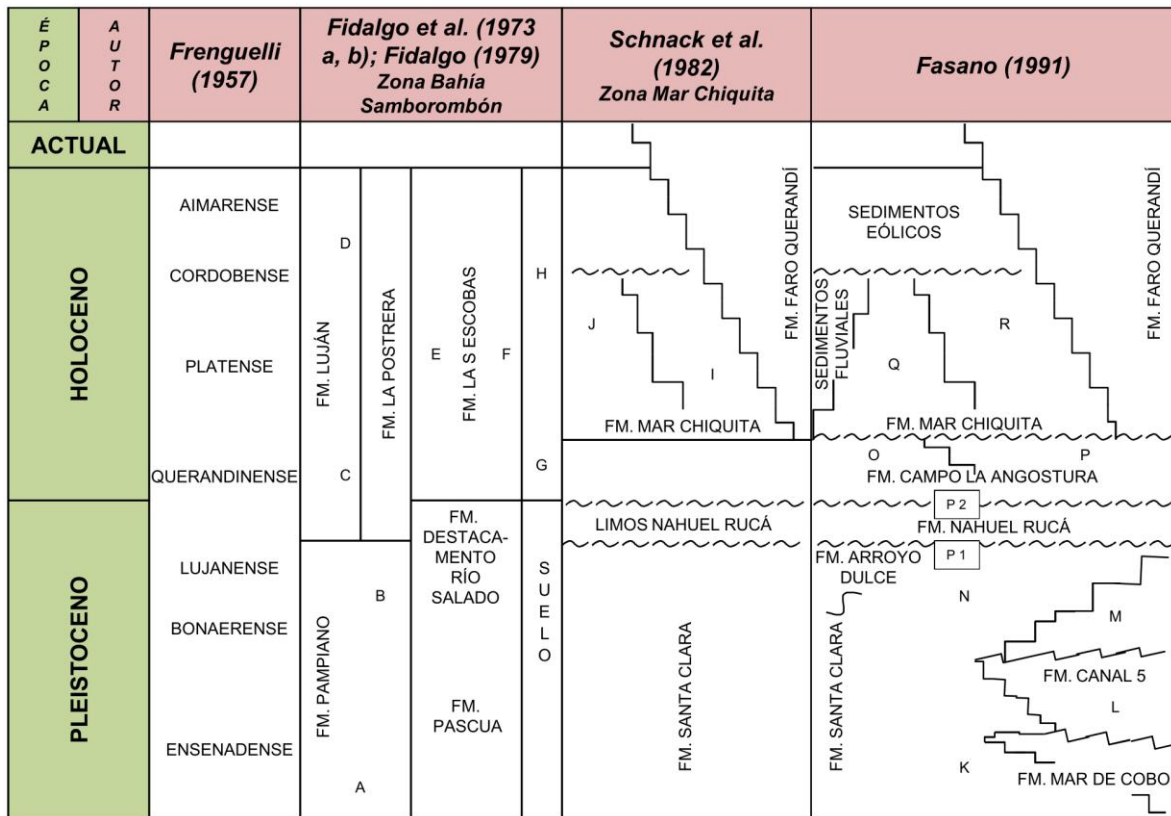 ÉPOCA
AUTOR
Frenguelli
(1957)
Fidalgo et al. (1973
a, b); Fidalgo (1979)
Zona Bahía
Samborombón
Schnack et al.
(1982)
Zona Mar Chiquita
Fasano (1991)
ACTUAL
HOLOCENO
PLEISTOCENO
AIMARENSE
CORDOBENSE
PLATENSE
QUERANDINENSE
LUJANENSE
BONAERENSE
ENSENADENSE
D
FM. LUJÁN
C
FM. LA POSTRERA
B
FM. PAMPIANO
A
E
FM. LA S ESCOBAS
F
FM.
DESTACA-
MENTO
RÍO
SALADO
FM.
PASCUA
H
G
SUELO
J
I
FM. MAR CHIQUITA
FM. FARO QUERANDÍ
LIMOS NAHUEL RUCÁ
FM. SANTA CLARA
SEDIMENTOS
EÓLICOS
FM. FARO QUERANDÍ
SEDIMENTOS
FLUVIALES
R
Q
FM. MAR CHIQUITA
O
P
FM. CAMPO LA ANGOSTURA
P 2
FM. NAHUEL RUCÁ
P 1
FM. ARROYO
DULCE
N
M
FM. SANTA CLARA
FM. CANAL 5
L
K
FM. MAR DE COBO